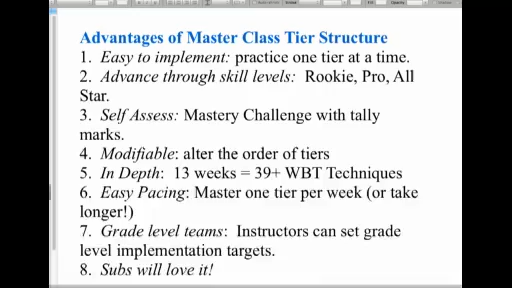 Advantages of Master Class Tier Structure
1.  Easy to implement: practice one tier at a time.
2.  Advance through skill levels:  Rookie, Pro, All
Star.
3.  Self Assess: Mastery Challenge with tally
marks.
4.  Modifiable: alter the order of tiers
5.  In Depth:  13 weeks = 39+ WBT Techniques
6.  Easy Pacing: Master one tier per week (or take
longer!)
7.  Grade level teams:  Instructors can set grade
level implementation targets.
8.  Subs will love it!